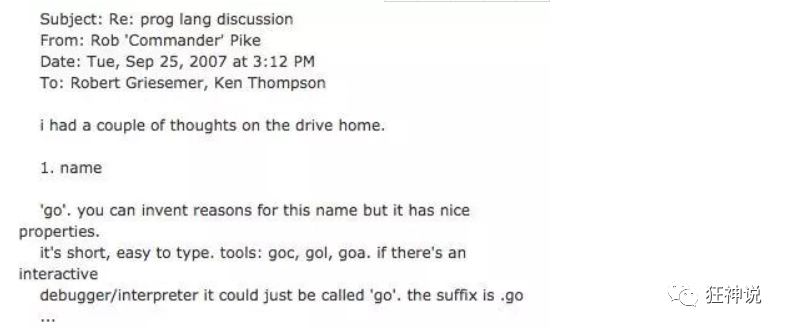 Subject: Re: prog lang discussion
From: Rob 'Commander' Pike
Date: Tue, Sep 25, 2007 at 3:12 PM
To: Robert Griesemer, Ken Thompson
i had a couple of thoughts on the drive home.
1. name
'go'. you can invent reasons for this name but it has nice
properties.
it's short, easy to type. tools: goc, gol, goa. if there's an
interactive
debugger/interpreter it could just be called 'go'. the suffix is .go
...
狂神说